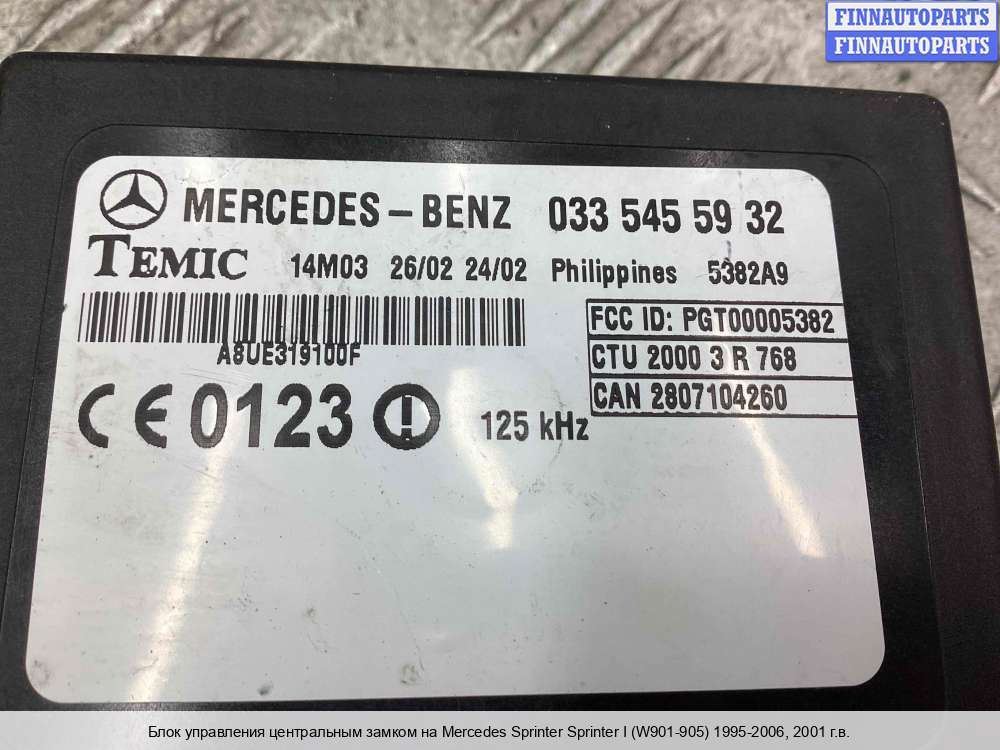 FINNAUTOPARTS
FINNAUTOPARTS
MERCEDES-BENZ 033 545 59 32
TEMIC 14M03 26/02 24/02 Philippines 5382A9
FCC ID: PGT00005382
A8UE319100F
CTU 2000 3 R 768
CAN 2807104260
CE 0123 125 kHz
Блок управления центральным замком на Mercedes Sprinter Sprinter I (W901-905) 1995-2006, 2001 г.в.